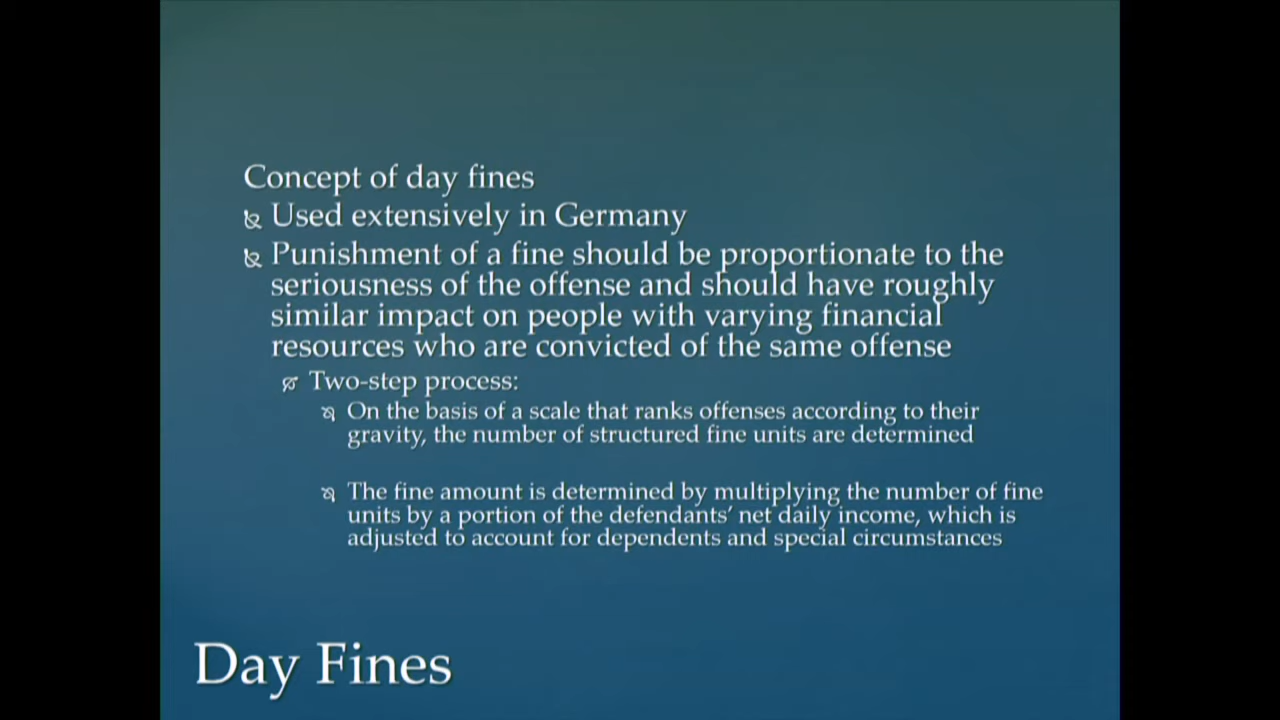 Concept of day fines
Used extensively in Germany
Punishment of a fine should be proportionate to the
seriousness of the offense and should have roughly
similar impact on people with varying financial
resources who are convicted of the same offense
Two-step process:
On the basis of a scale that ranks offenses according to their
gravity, the number of structured fine units are determined
The fine amount is determined by multiplying the number of fine
units by a portion of the defendants’ net daily income, which is
adjusted to account for dependents and special circumstances
Day Fines